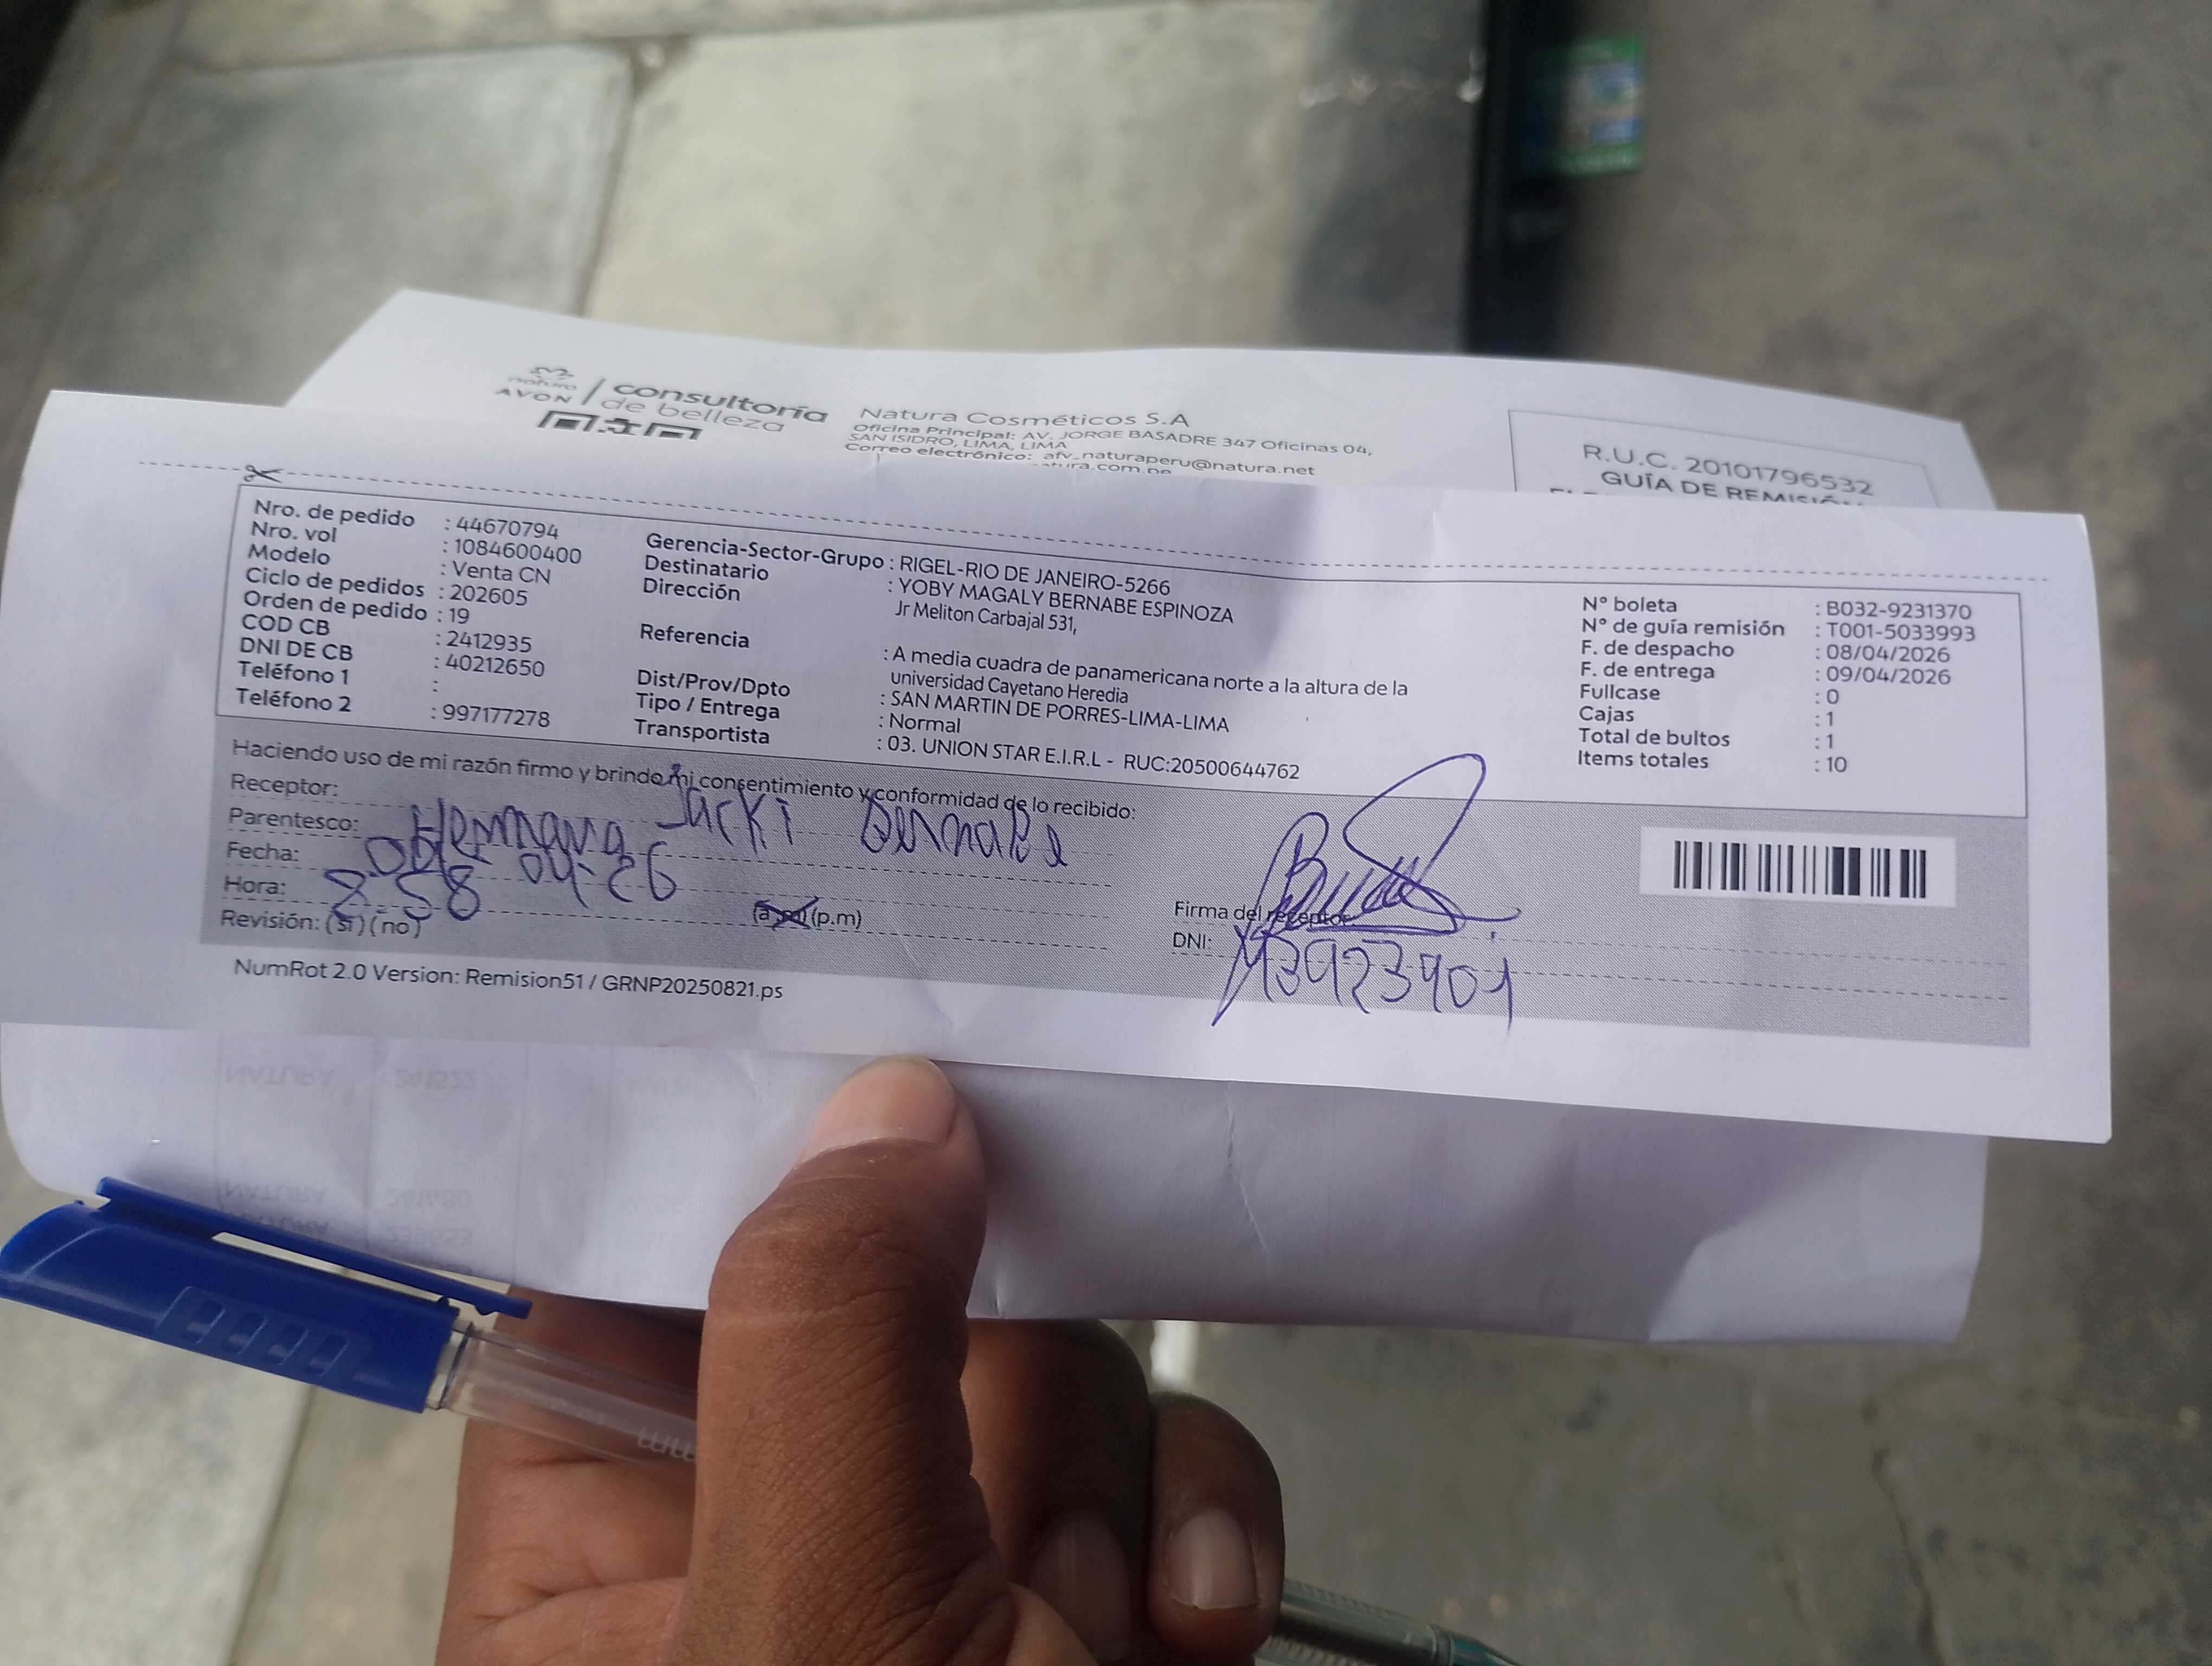 natura
AVON / consultoría
de belleza
Natura Cosméticos S.A
Oficina Principal: AV. JORGE BASADRE 347 Oficinas 04,
SAN ISIDRO, LIMA, LIMA
Correo electrónico: afv_naturaperu@natura.net
R.U.C. 20101796532
GUÍA DE REMISIÓN
Nro. de pedido : 44670794
Nro. vol : 1084600400
Modelo : Venta CN
Ciclo de pedidos : 202605
Orden de pedido : 19
COD CB : 2412935
DNI DE CB : 40212650
Teléfono 1 :
Teléfono 2 : 997177278
Gerencia-Sector-Grupo : RIGEL-RIO DE JANEIRO-5266
Destinatario : YOBY MAGALY BERNABE ESPINOZA
Dirección Jr Meliton Carbajal 531,
Referencia : A media cuadra de panamericana norte a la altura de la
universidad Cayetano Heredia
Dist/Prov/Dpto : SAN MARTIN DE PORRES-LIMA-LIMA
Tipo / Entrega : Normal
Transportista : 03. UNION STAR E.I.R.L - RUC:20500644762
N° boleta : B032-9231370
N° de guía remisión : T001-5033993
F. de despacho : 08/04/2026
F. de entrega : 09/04/2026
Fullcase : 0
Cajas : 1
Total de bultos : 1
Items totales : 10
Haciendo uso de mi razón firmo y brindo mi consentimiento y conformidad de lo recibido:
Receptor: Jacki Bernabe
Parentesco: Hermana
Fecha: 04-26
Hora: 8:58 (p.m)
Revisión: (si) (no)
Firma del receptor
DNI: 43923901
NumRot 2.0 Version: Remision51 / GRNP20250821.ps